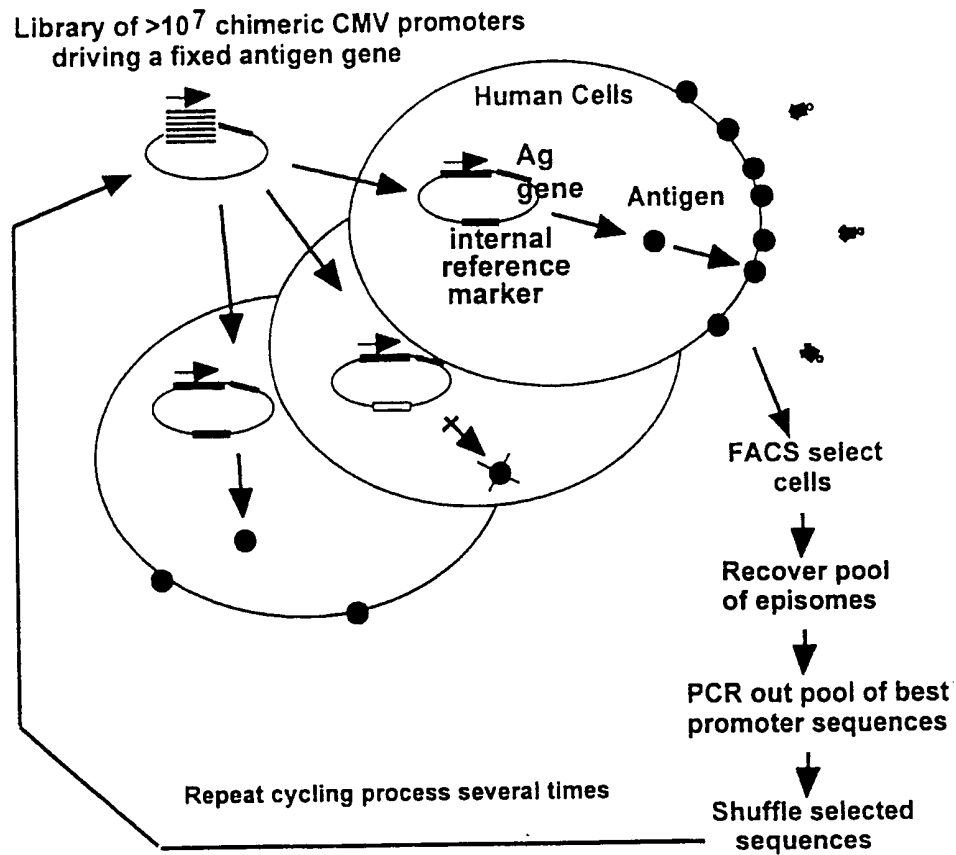 Library of >10^7 chimeric CMV promoters
driving a fixed antigen gene
Human Cells
Ag
gene
Antigen
internal
reference
marker
FACS select
cells
Recover pool
of episomes
PCR out pool of best
promoter sequences
Shuffle selected
sequences
Repeat cycling process several times